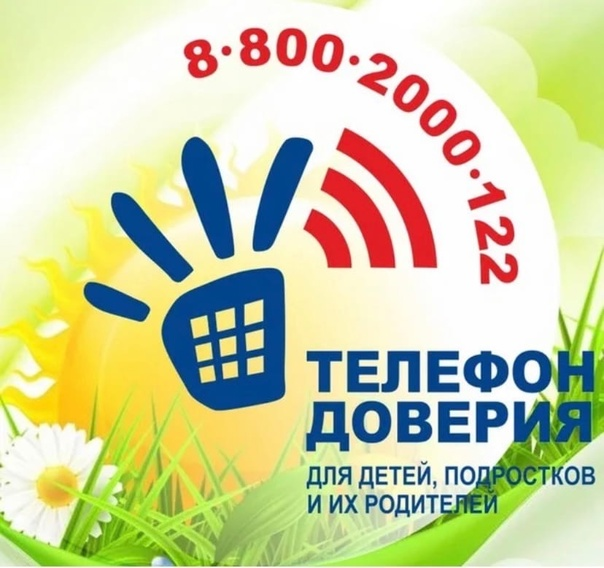 8·800·2000·122
ТЕЛЕФОН
ДОВЕРИЯ
ДЛЯ ДЕТЕЙ, ПОДРОСТКОВ
И ИХ РОДИТЕЛЕЙ